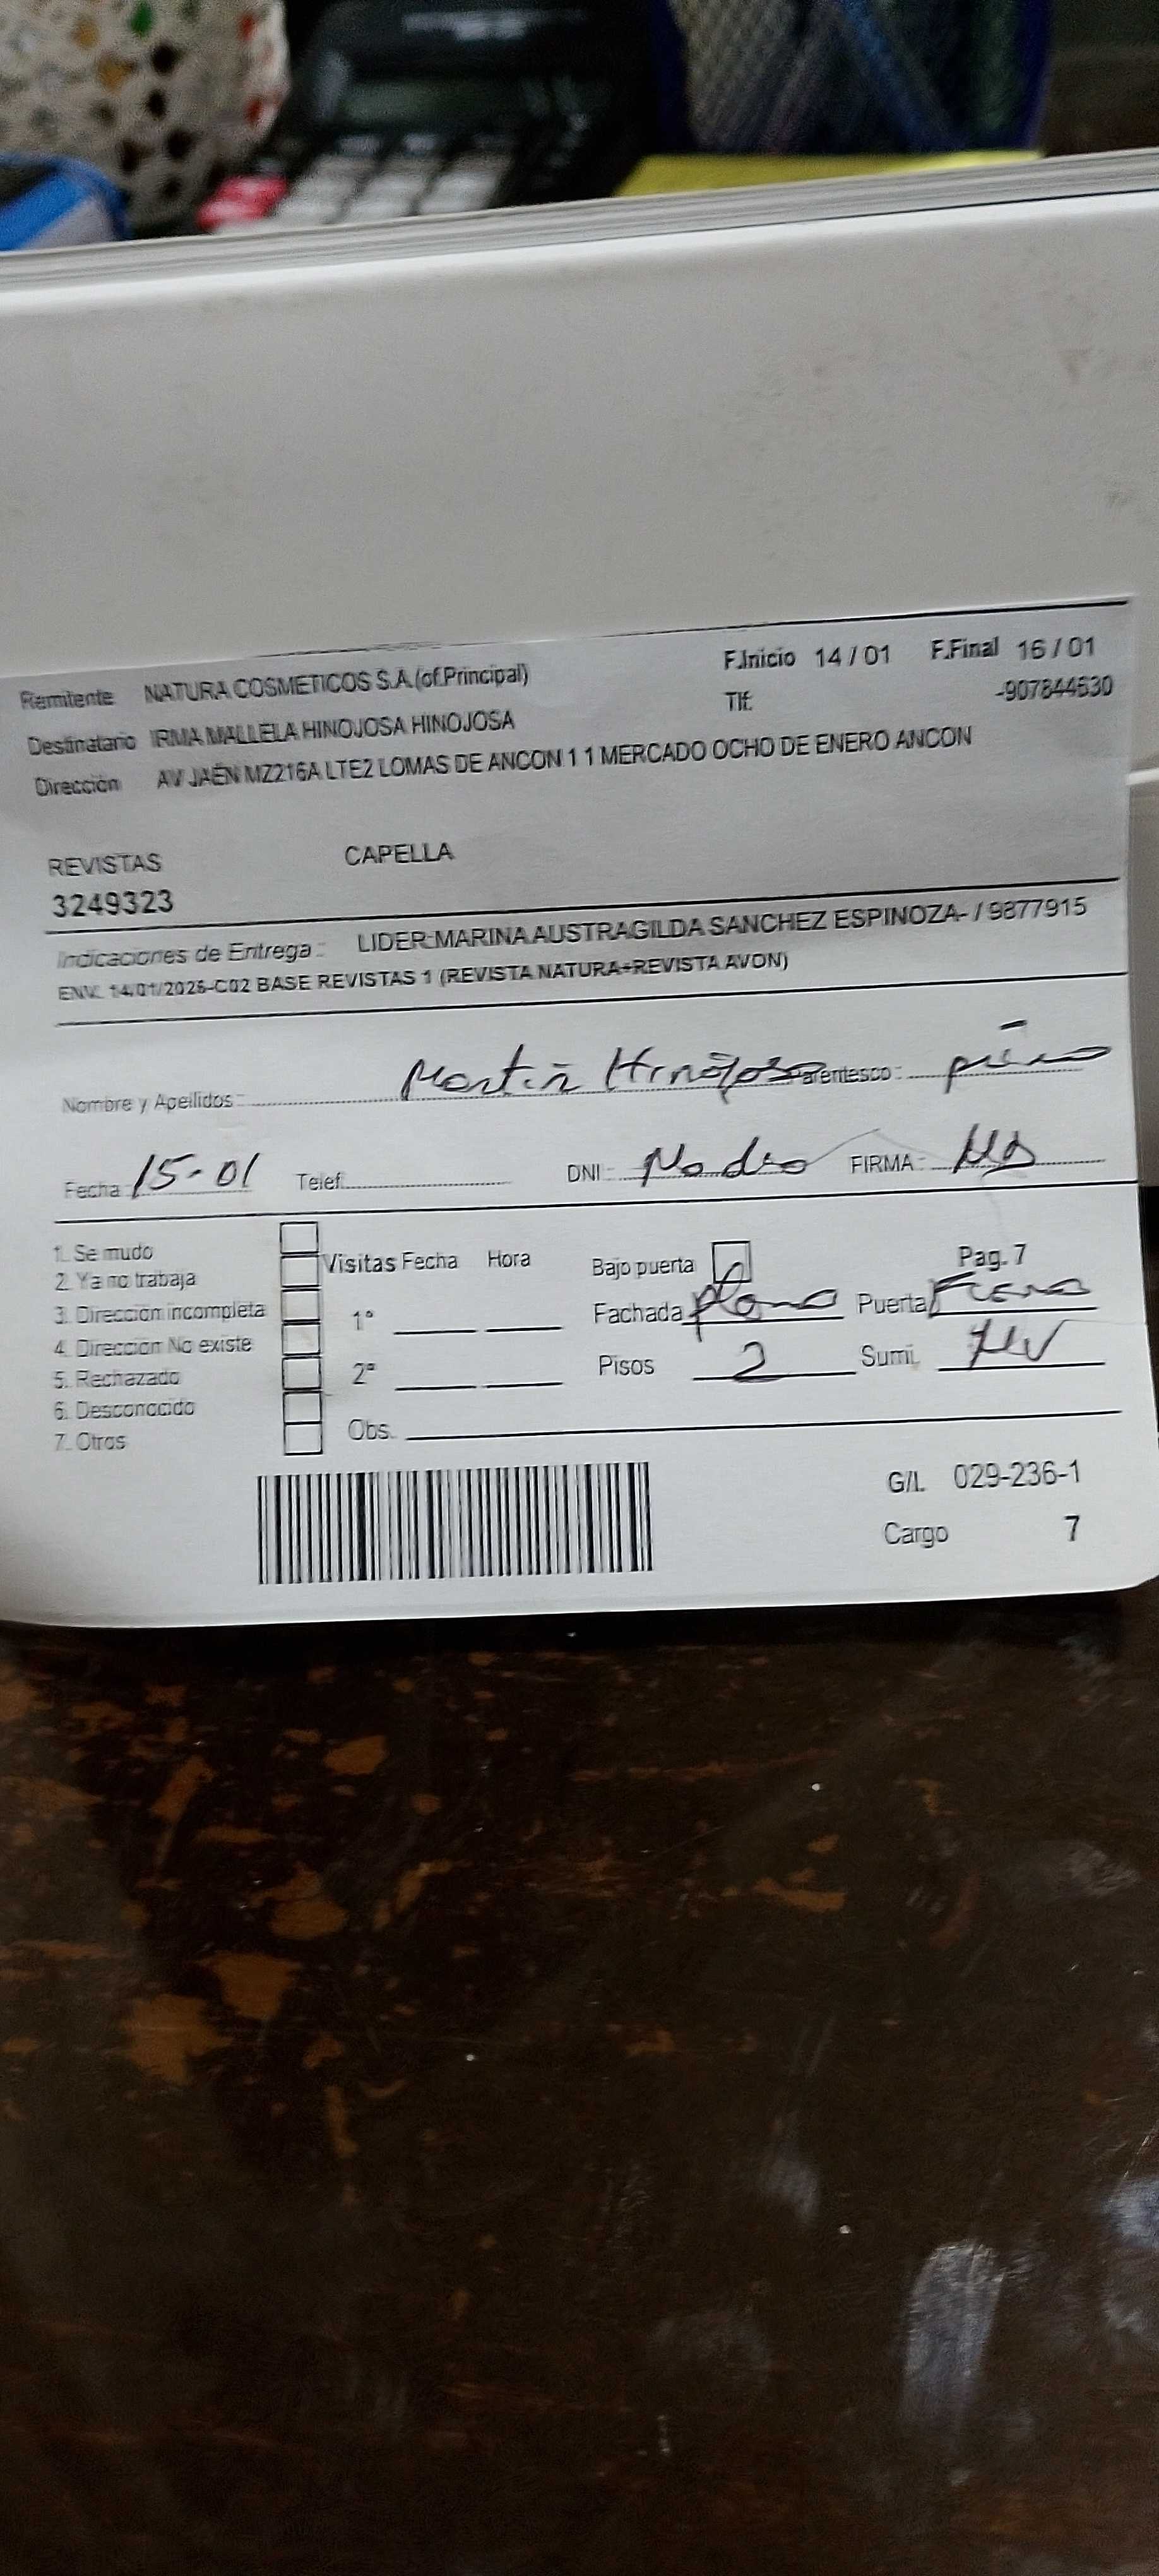 Remitente NATURA COSMETICOS S.A.(of.Principal) F.Inicio 14 / 01 F.Final 16 / 01
Destinatario IRMA MALLELA HINOJOSA HINOJOSA Tlf: -907844630
Dirección AV JAÉN MZ216A LTE2 LOMAS DE ANCON 1 1 MERCADO OCHO DE ENERO ANCON
REVISTAS CAPELLA
3249323
Indicaciones de Entrega : LIDER:MARINA AUSTRAGILDA SANCHEZ ESPINOZA- / 9877915
ENV. 14/01/2025-C02 BASE REVISTAS 1 (REVISTA NATURA+REVISTA AVON)
Nombre y Apellidos: Martin Hinojosa Parentesco:
Fecha 15-01 Telef. DNI: No dio FIRMA:
1. Se mudo Visitas Fecha Hora Bajo puerta Pag. 7
2. Ya no trabaja
3. Dirección incompleta 1° Fachada Puerta
4. Dirección No existe
5. Rechazado 2° Pisos 2 Sumi.
6. Desconocido
7. Otros Obs.
G/L 029-236-1
Cargo 7